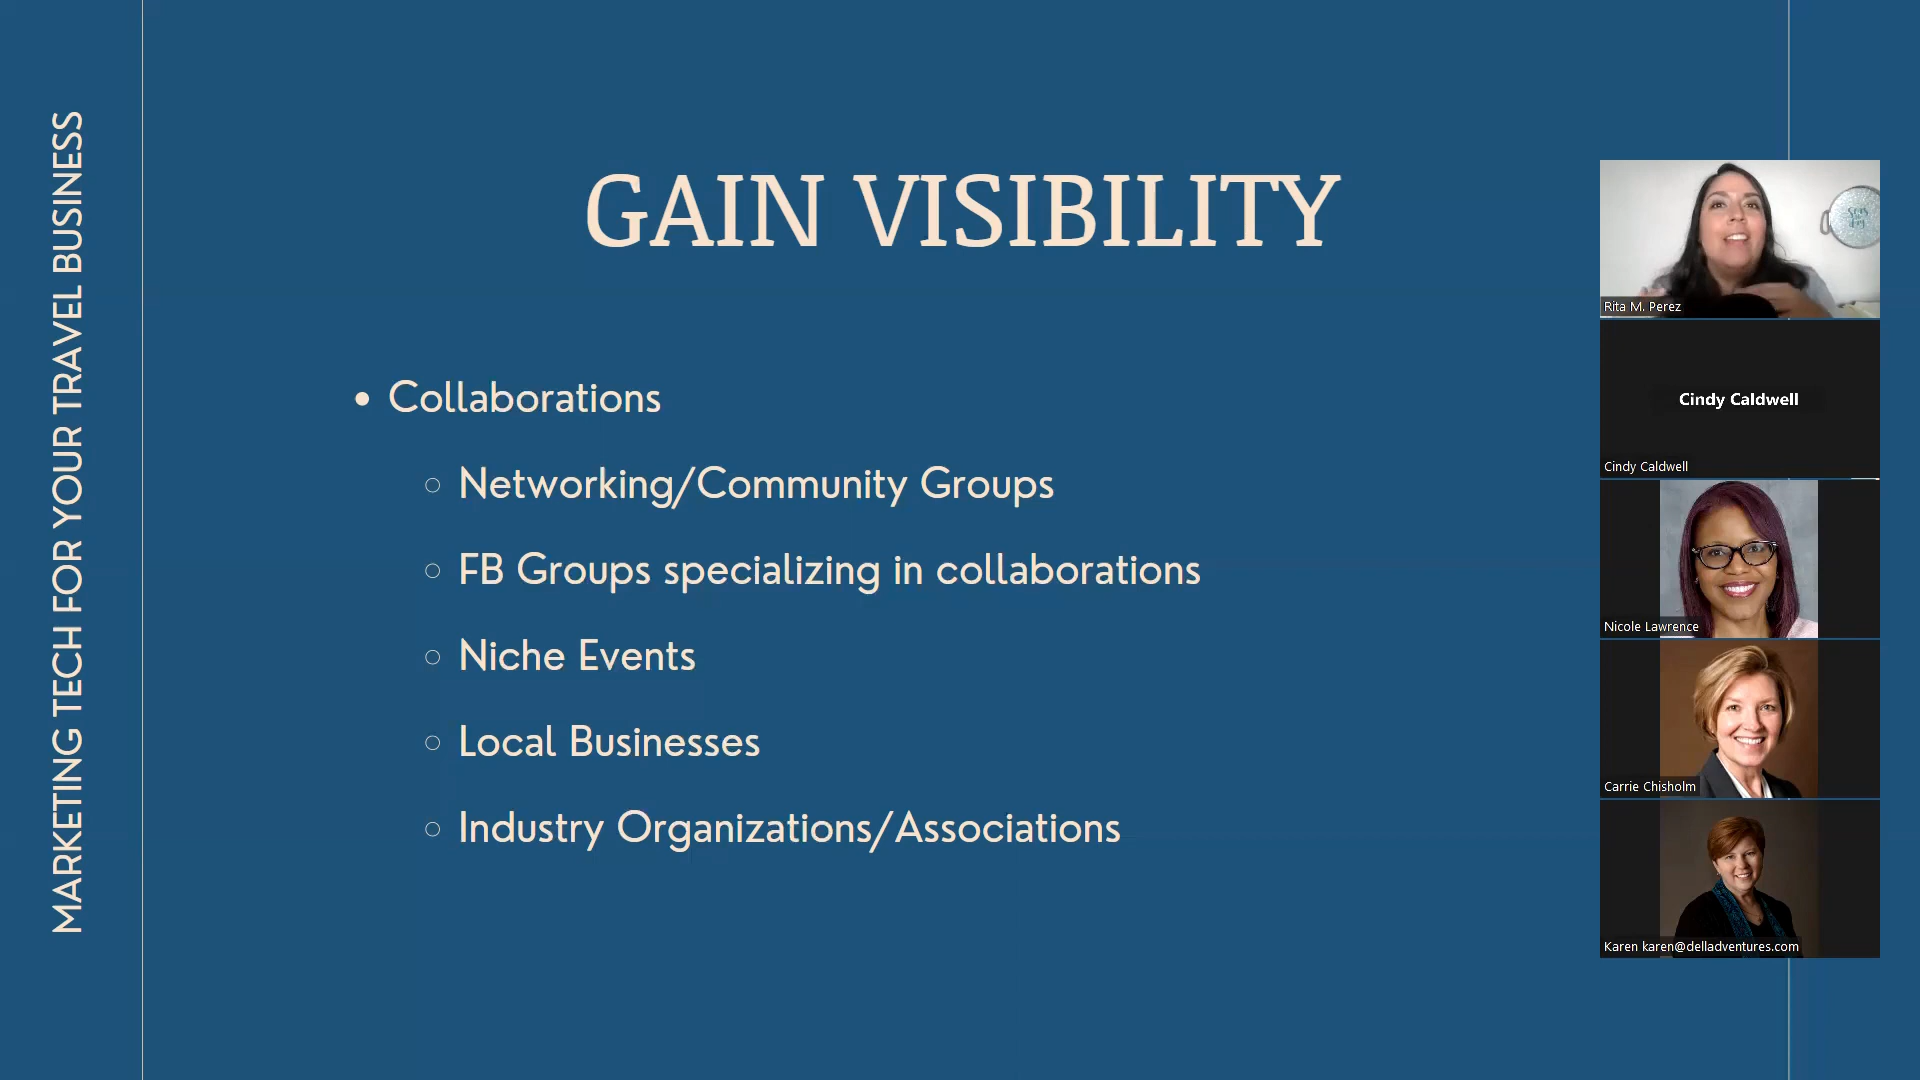 MARKETING TECH FOR YOUR TRAVEL BUSINESS
GAIN VISIBILITY
• Collaborations
○ Networking/Community Groups
○ FB Groups specializing in collaborations
○ Niche Events
○ Local Businesses
○ Industry Organizations/Associations
Rita M. Perez
Cindy Caldwell
Cindy Caldwell
Nicole Lawrence
Carrie Chisholm
Karen karen@delladventures.com